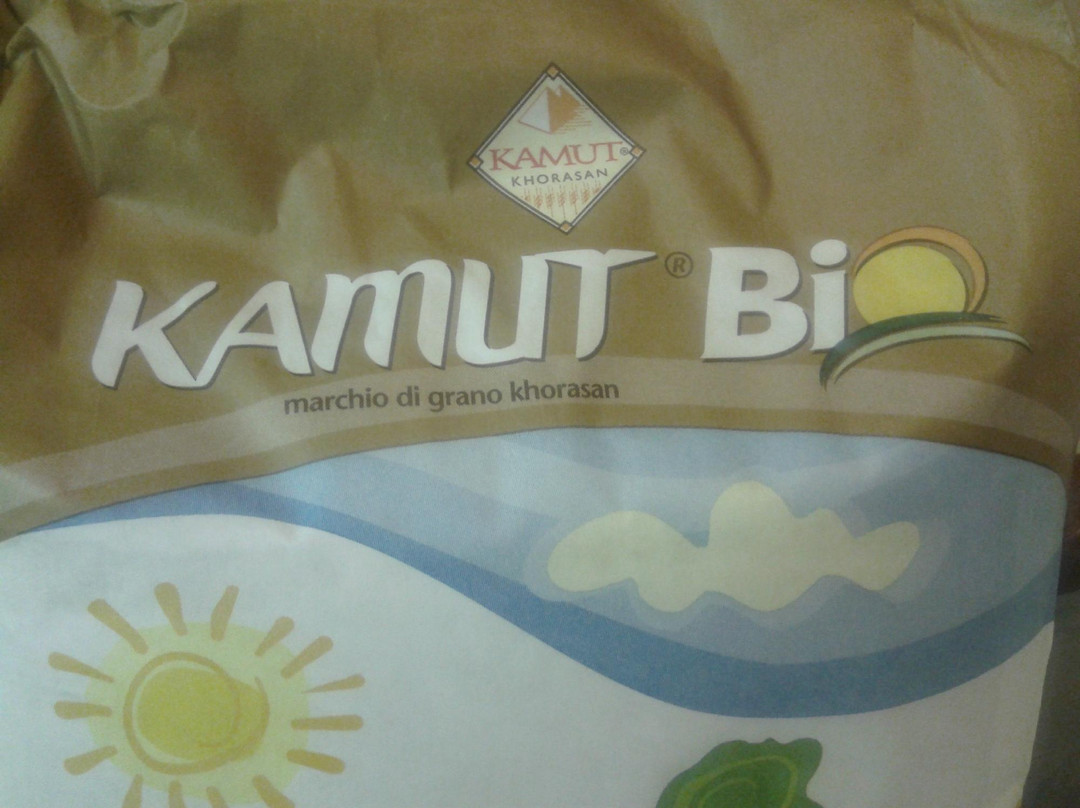 KAMUT®
KHORASAN
KAMUT® Bio
marchio di grano khorasan